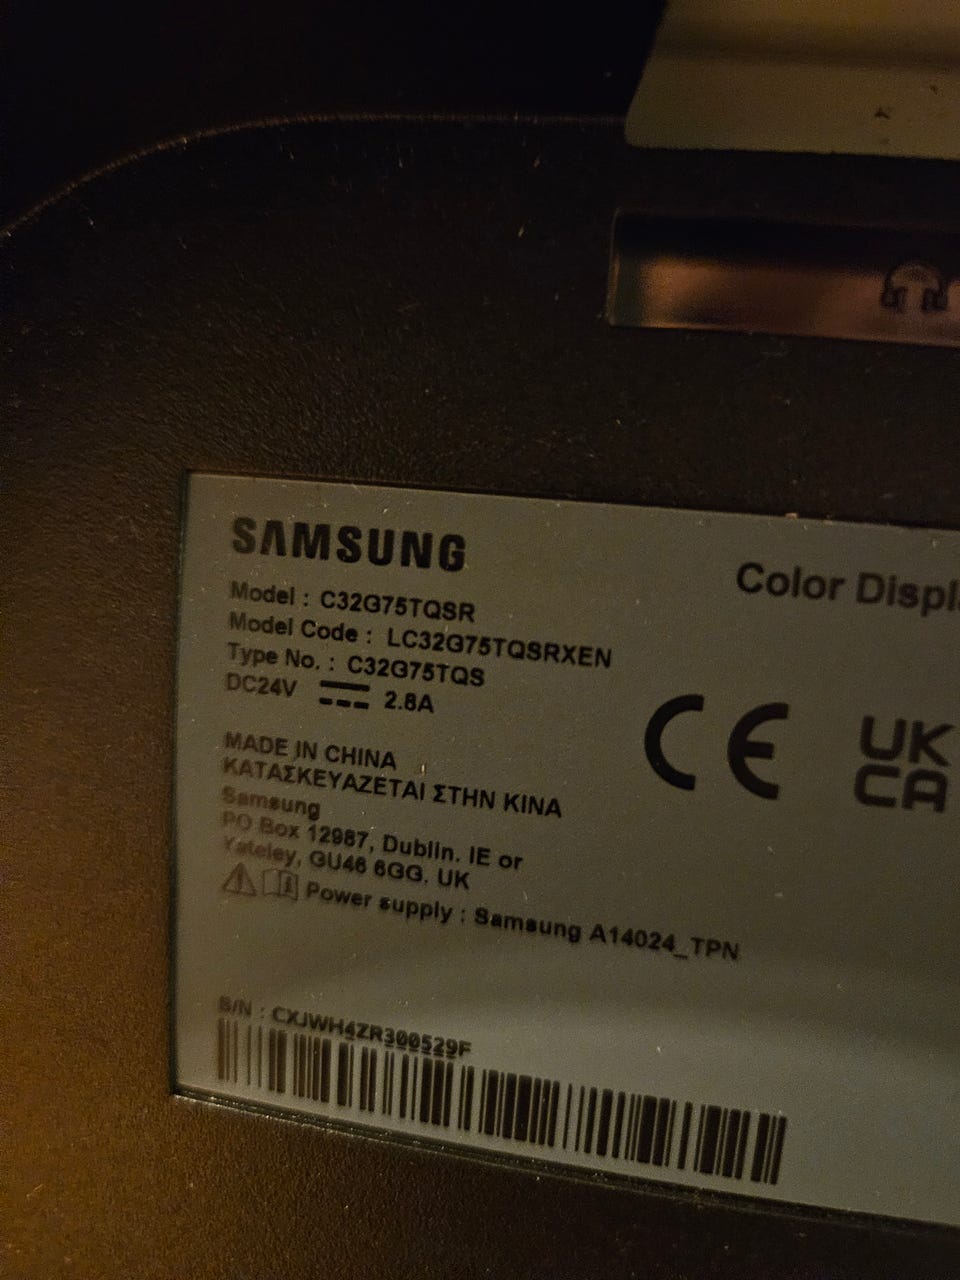 SAMSUNG
Color Displa
Model : C32G75TQSR
Model Code : LC32G75TQSRXEN
Type No. : C32G75TQS
DC24V 2.8A
CE
UK
CA
MADE IN CHINA
ΚΑΤΑΣΚΕΥΑΖΕΤΑΙ ΣΤΗΝ ΚΙΝΑ
Samsung
PO Box 12987, Dublin. IE or
Yateley, GU46 6GG. UK
Power supply : Samsung A14024_TPN
S/N : CXJWH4ZR300529F